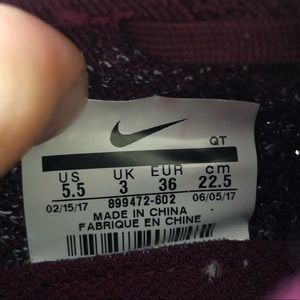 QT
US UK EUR cm
5.5 3 36 22.5
02/15/17 899472-602 06/05/17
MADE IN CHINA
FABRIQUE EN CHINE